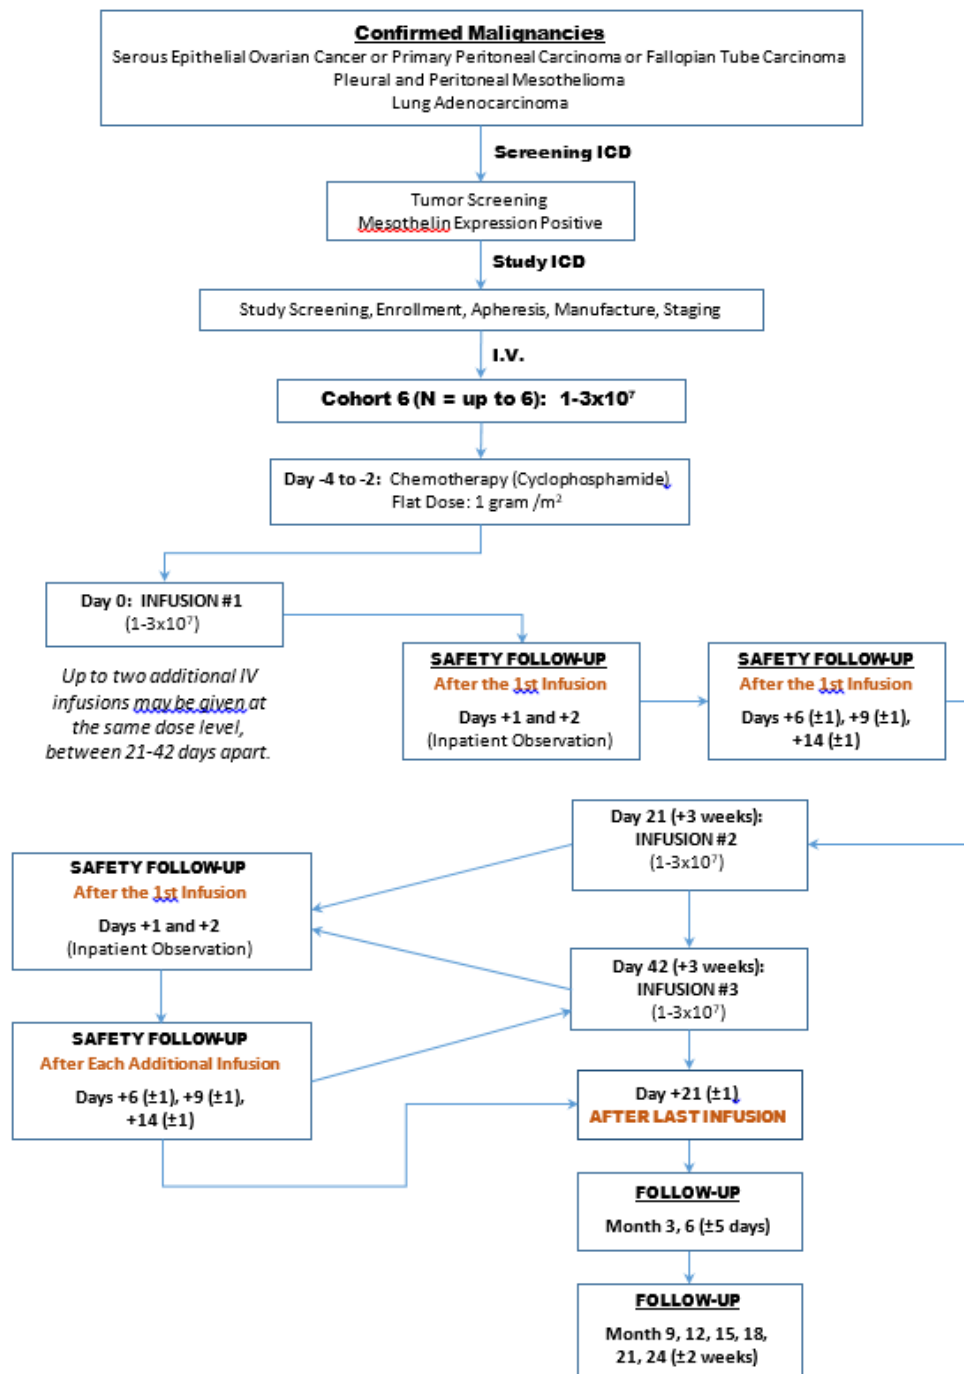 Confirmed Malignancies
Serous Epithelial Ovarian Cancer or Primary Peritoneal Carcinoma or Fallopian Tube Carcinoma
Pleural and Peritoneal Mesothelioma
Lung Adenocarcinoma
Screening ICD
Tumor Screening
Mesothelin Expression Positive
Study ICD
Study Screening, Enrollment, Apheresis, Manufacture, Staging
I.V.
Cohort 6 (N = up to 6): 1-3x10⁷
Day -4 to -2: Chemotherapy (Cyclophosphamide),
Flat Dose: 1 gram /m²
Day 0: INFUSION #1
(1-3x10⁷)
Up to two additional IV
infusions may be given at
the same dose level,
between 21-42 days apart.
SAFETY FOLLOW-UP
After the 1st Infusion
Days +1 and +2
(Inpatient Observation)
SAFETY FOLLOW-UP
After the 1st Infusion
Days +6 (±1), +9 (±1),
+14 (±1)
Day 21 (+3 weeks):
INFUSION #2
(1-3x10⁷)
SAFETY FOLLOW-UP
After the 1st Infusion
Days +1 and +2
(Inpatient Observation)
Day 42 (+3 weeks):
INFUSION #3
(1-3x10⁷)
SAFETY FOLLOW-UP
After Each Additional Infusion
Days +6 (±1), +9 (±1),
+14 (±1)
Day +21 (±1),
AFTER LAST INFUSION
FOLLOW-UP
Month 3, 6 (±5 days)
FOLLOW-UP
Month 9, 12, 15, 18,
21, 24 (±2 weeks)